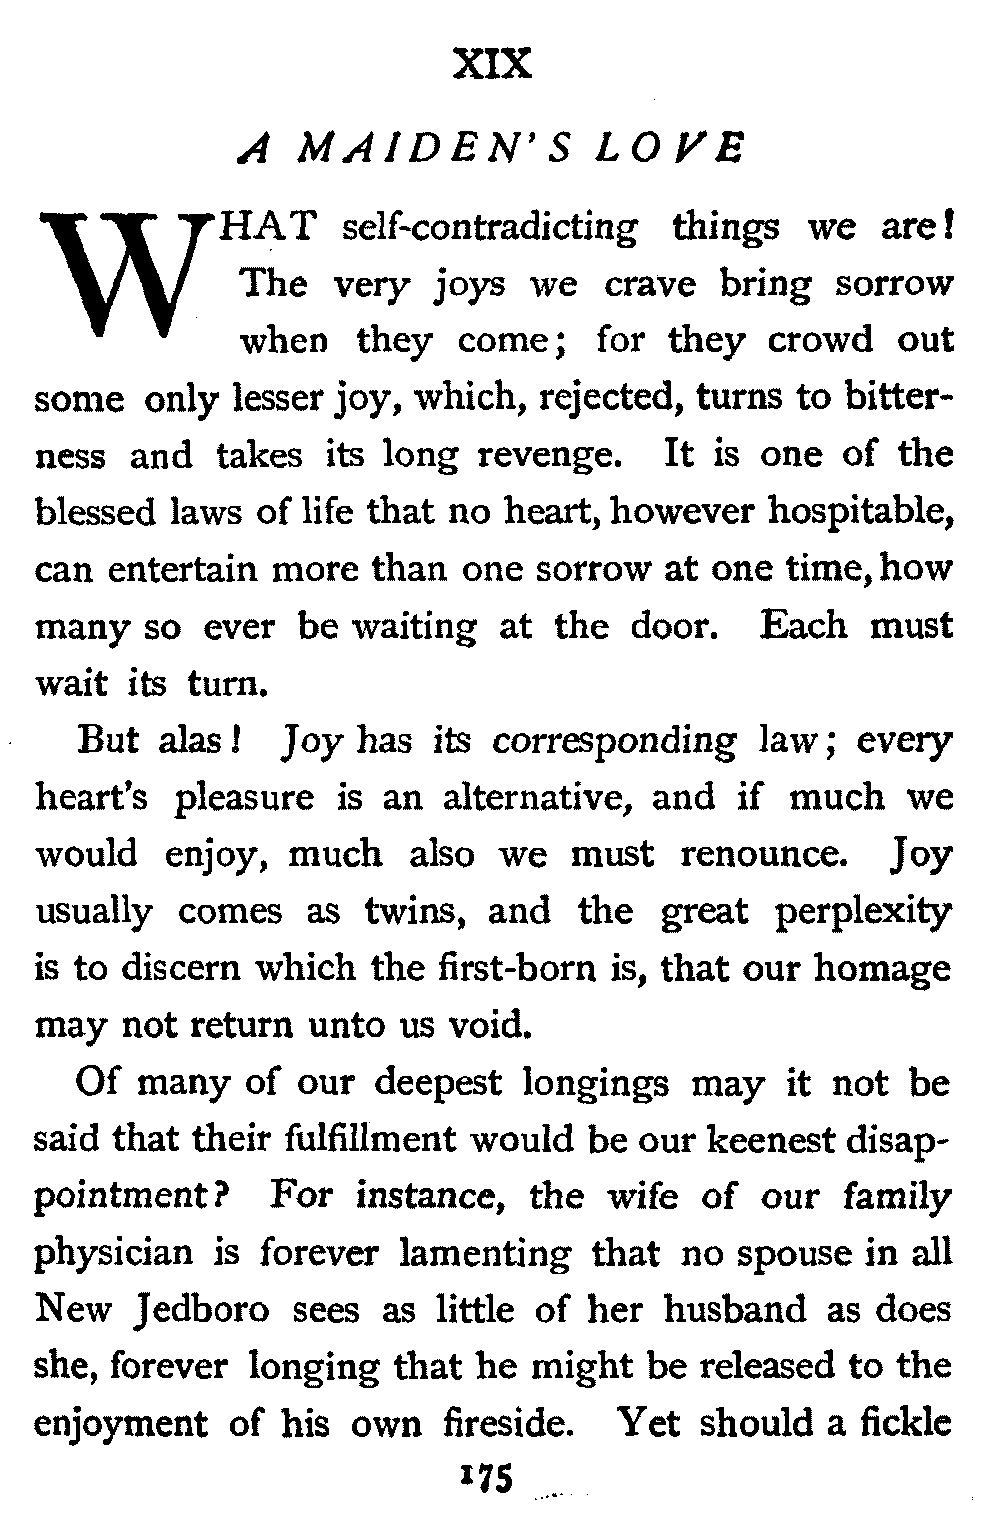 XIX
A MAIDEN'S LOVE
WHAT self-contradicting things we are!
The very joys we crave bring sorrow
when they come; for they crowd out
some only lesser joy, which, rejected, turns to bitter-
ness and takes its long revenge. It is one of the
blessed laws of life that no heart, however hospitable,
can entertain more than one sorrow at one time, how
many so ever be waiting at the door. Each must
wait its turn.
But alas! Joy has its corresponding law; every
heart's pleasure is an alternative, and if much we
would enjoy, much also we must renounce. Joy
usually comes as twins, and the great perplexity
is to discern which the first-born is, that our homage
may not return unto us void.
Of many of our deepest longings may it not be
said that their fulfillment would be our keenest disap-
pointment? For instance, the wife of our family
physician is forever lamenting that no spouse in all
New Jedboro sees as little of her husband as does
she, forever longing that he might be released to the
enjoyment of his own fireside. Yet should a fickle
175